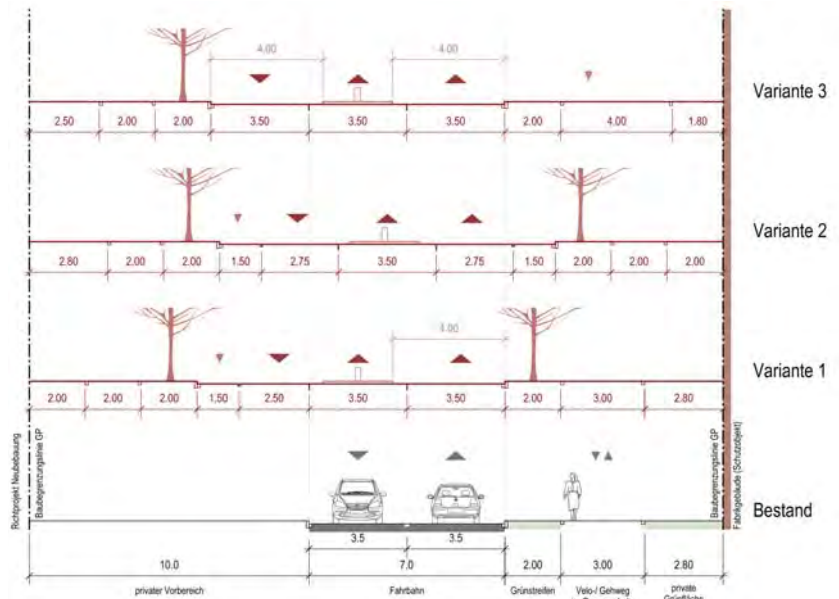 4.00 4.00
Variante 3
2.50 2.00 2.00 3.50 3.50 3.50 2.00 4.00 1.80
Variante 2
2.80 2.00 2.00 1.50 2.75 3.50 2.75 1.50 2.00 2.00 2.00
4.00
Variante 1
2.00 2.00 2.00 1.50 2.50 3.50 3.50 2.00 3.00 2.80
Richtprojekt Neubebauung
Baubegrenzungslinie GP
Baubegrenzungslinie GP
Fabrikgebäude (Schutzobjekt)
Bestand
3.5 3.5
10.0 7.0 2.00 3.00 2.80
privater Vorbereich Fahrbahn Grünstreifen Velo-/ Gehweg private
Grünfläche